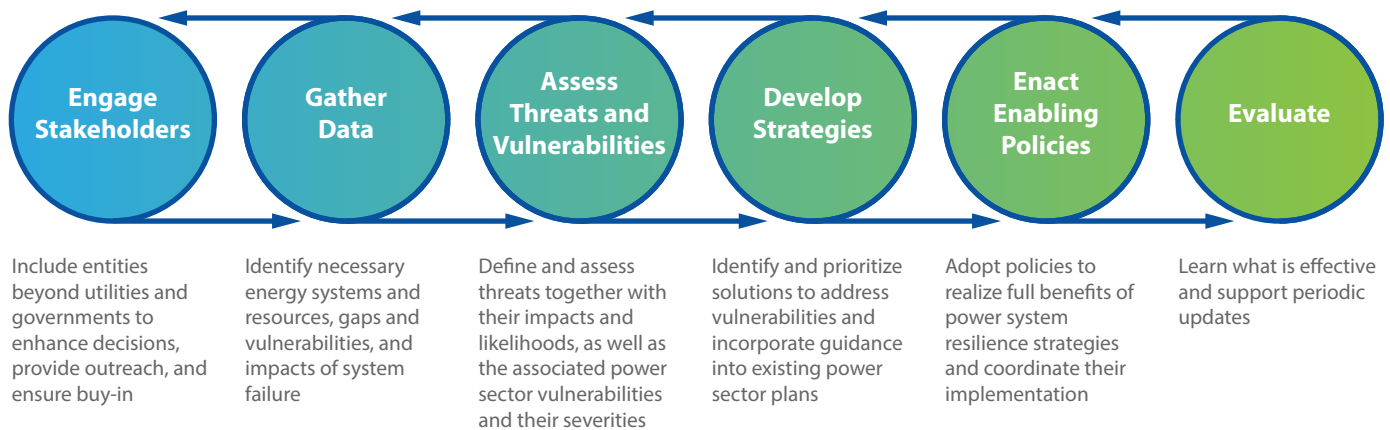 Engage
Stakeholders
Gather
Data
Assess
Threats and
Vulnerabilities
Develop
Strategies
Enact
Enabling
Policies
Evaluate
Include entities
beyond utilities and
governments to
enhance decisions,
provide outreach, and
ensure buy-in
Identify necessary
energy systems and
resources, gaps and
vulnerabilities, and
impacts of system
failure
Define and assess
threats together with
their impacts and
likelihoods, as well as
the associated power
sector vulnerabilities
and their severities
Identify and prioritize
solutions to address
vulnerabilities and
incorporate guidance
into existing power
sector plans
Adopt policies to
realize full benefits of
power system
resilience strategies
and coordinate their
implementation
Learn what is effective
and support periodic
updates